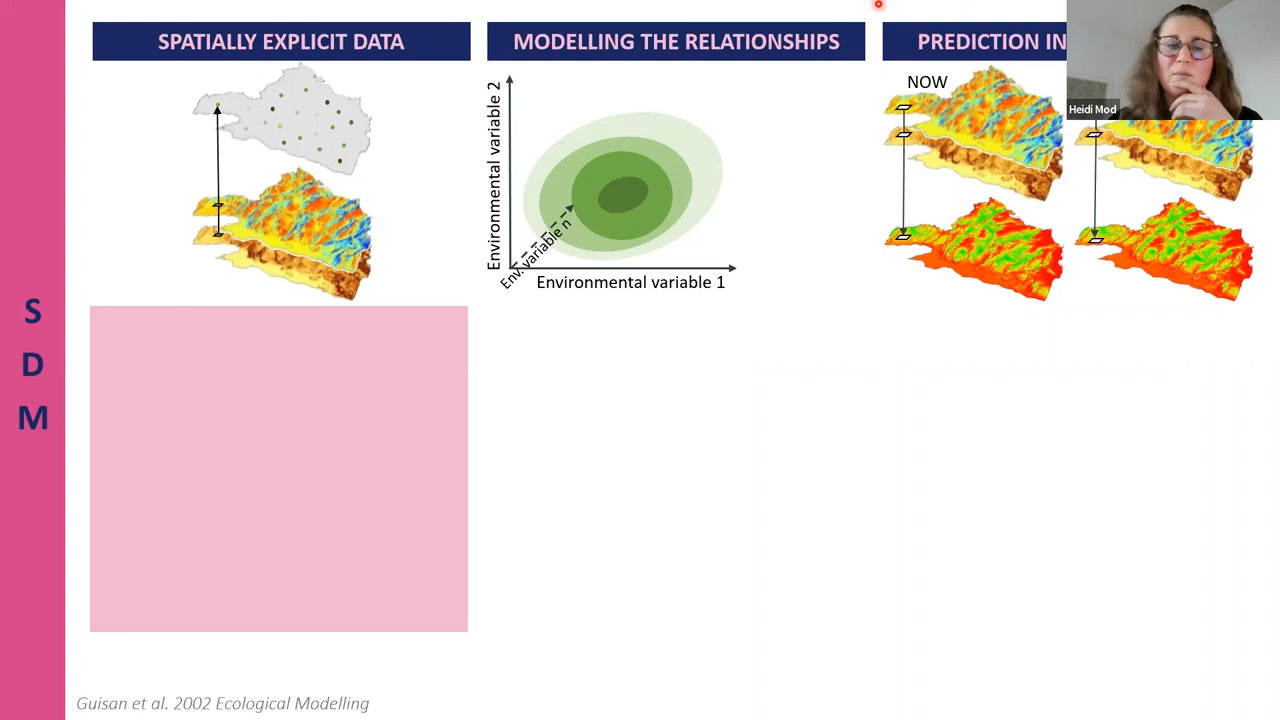 SPATIALLY EXPLICIT DATA
MODELLING THE RELATIONSHIPS
PREDICTION IN
Heidi Mod
NOW
Environmental variable 2
Env. variable n
Environmental variable 1
S
D
M
Guisan et al. 2002 Ecological Modelling